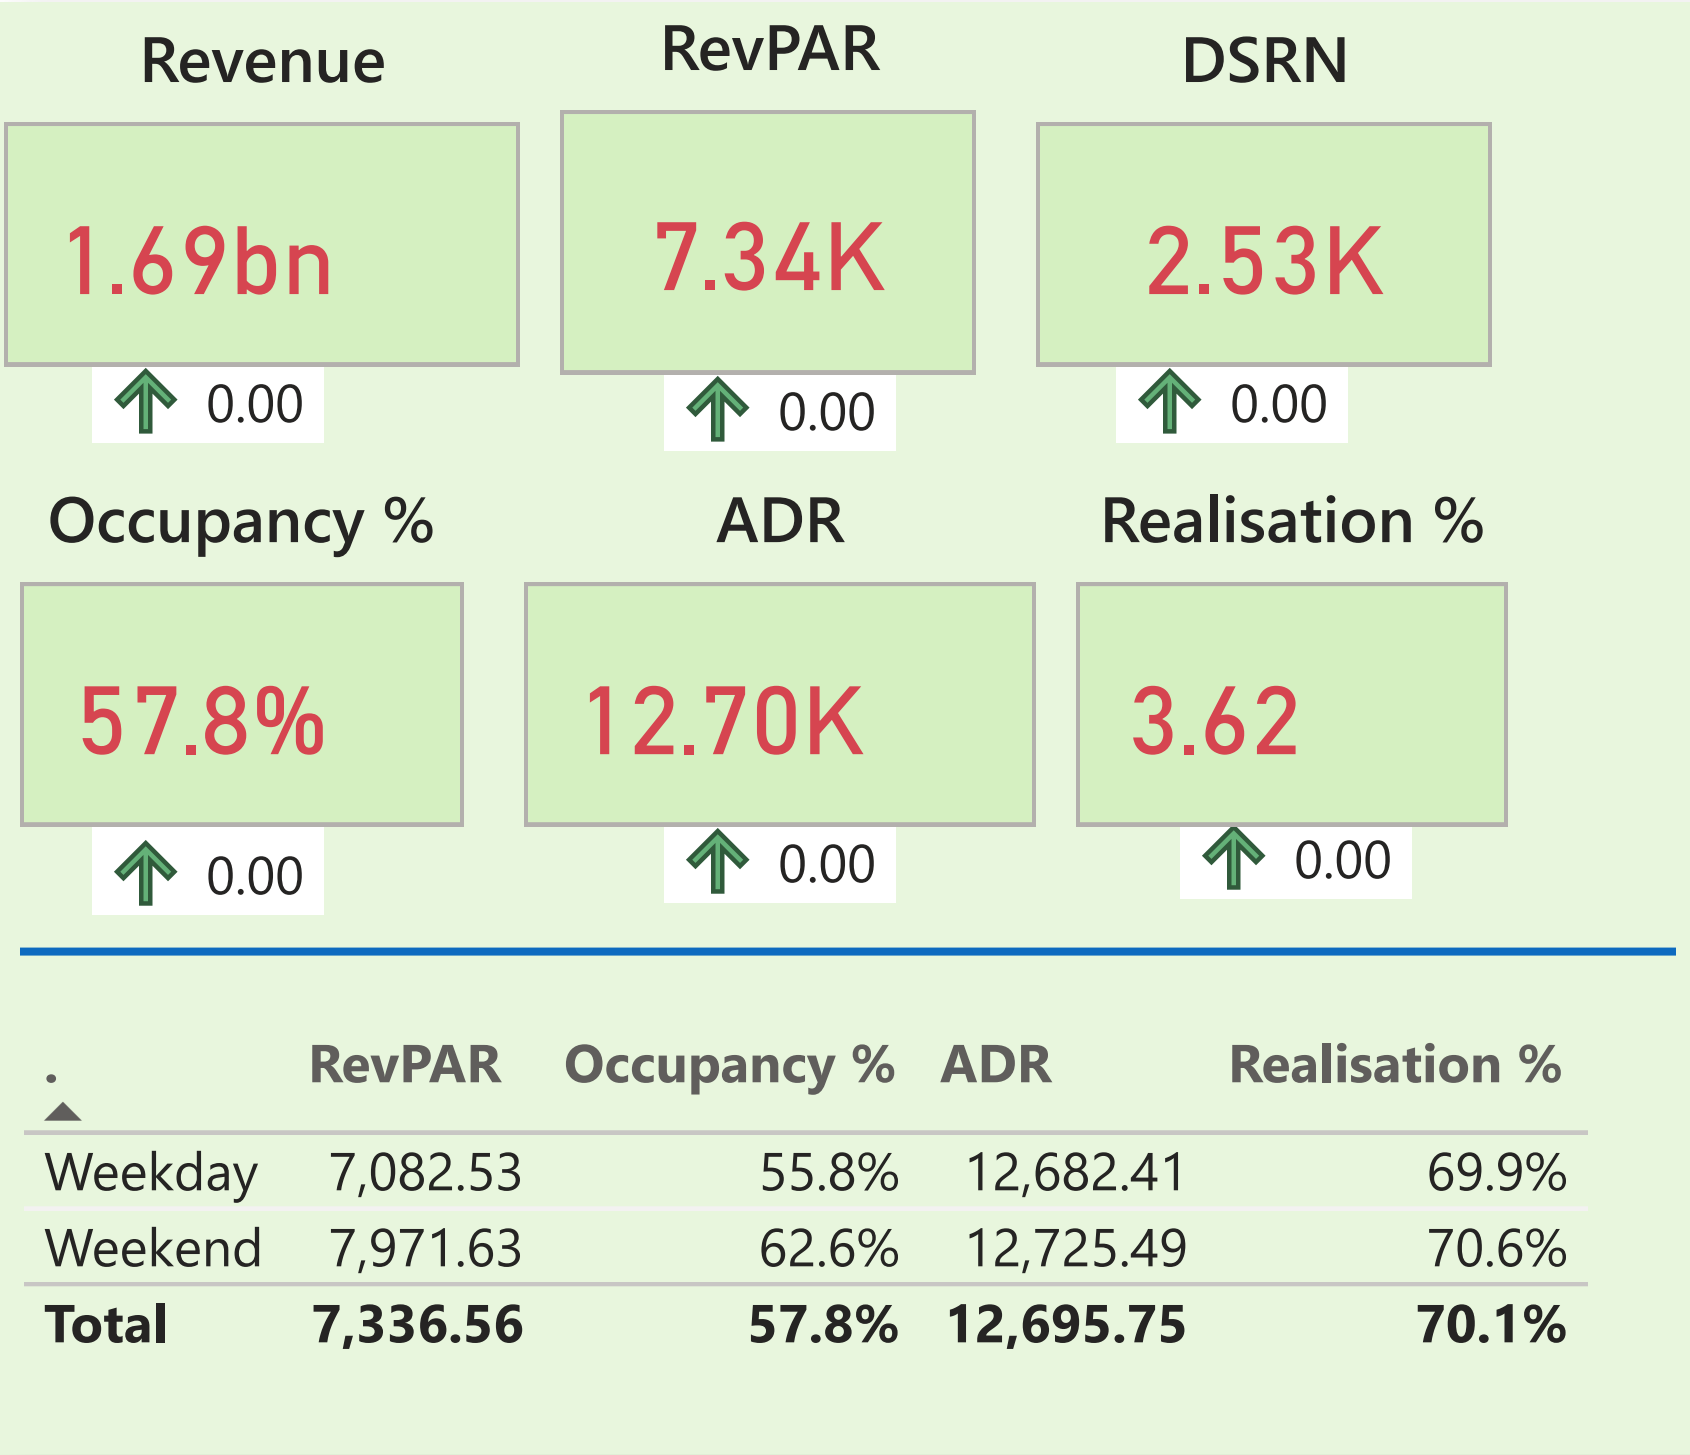 Revenue RevPAR DSRN
1.69bn 7.34K 2.53K
0.00 0.00 0.00
Occupancy % ADR Realisation %
57.8% 12.70K 3.62
0.00 0.00 0.00
. RevPAR Occupancy % ADR Realisation %
Weekday 7,082.53 55.8% 12,682.41 69.9%
Weekend 7,971.63 62.6% 12,725.49 70.6%
Total 7,336.56 57.8% 12,695.75 70.1%